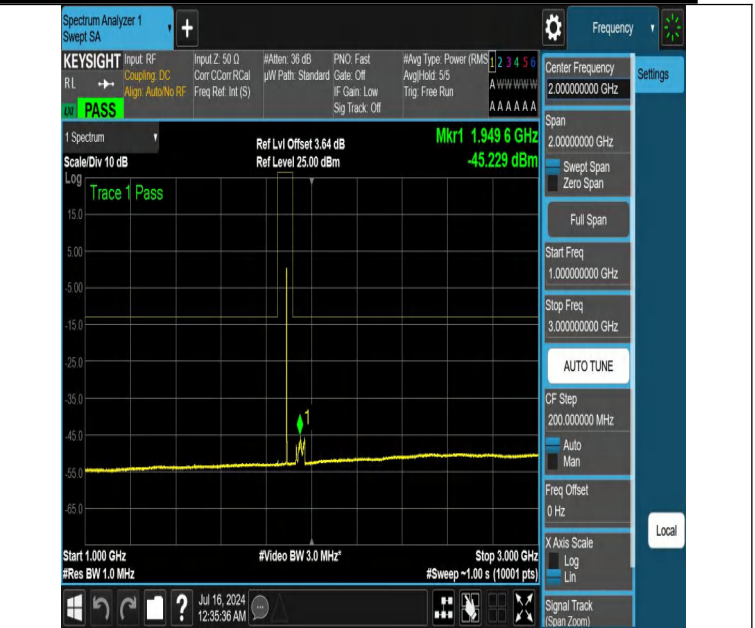 Spectrum Analyzer 1
Swept SA
+
Frequency
KEYSIGHT
RL
PASS
Input: RF
Coupling: DC
Align: Auto/No RF
Input Z: 50 Ω
Corr CCorr RCal
Freq Ref: Int (S)
#Atten: 36 dB
µW Path: Standard
PNO: Fast
Gate: Off
IF Gain: Low
Sig Track: Off
#Avg Type: Power (RMS
Avg|Hold: 5/5
Trig: Free Run
1 2 3 4 5 6
A W W W W W
A A A A A A
Center Frequency
2.000000000 GHz
Settings
Span
2.00000000 GHz
Swept Span
Zero Span
Full Span
Start Freq
1.000000000 GHz
Stop Freq
3.000000000 GHz
AUTO TUNE
CF Step
200.000000 MHz
Auto
Man
Freq Offset
0 Hz
X Axis Scale
Log
Lin
Local
Signal Track
(Span Zoom)
1 Spectrum
Scale/Div 10 dB
Ref Lvl Offset 3.64 dB
Ref Level 25.00 dBm
Mkr1 1.949 6 GHz
-45.229 dBm
Log
Trace 1 Pass
15.0
5.00
-5.00
-15.0
-25.0
-35.0
-45.0
-55.0
-65.0
1
Start 1.000 GHz
#Res BW 1.0 MHz
#Video BW 3.0 MHz*
Stop 3.000 GHz
#Sweep ~1.00 s (10001 pts)
?
Jul 16, 2024
12:35:36 AM